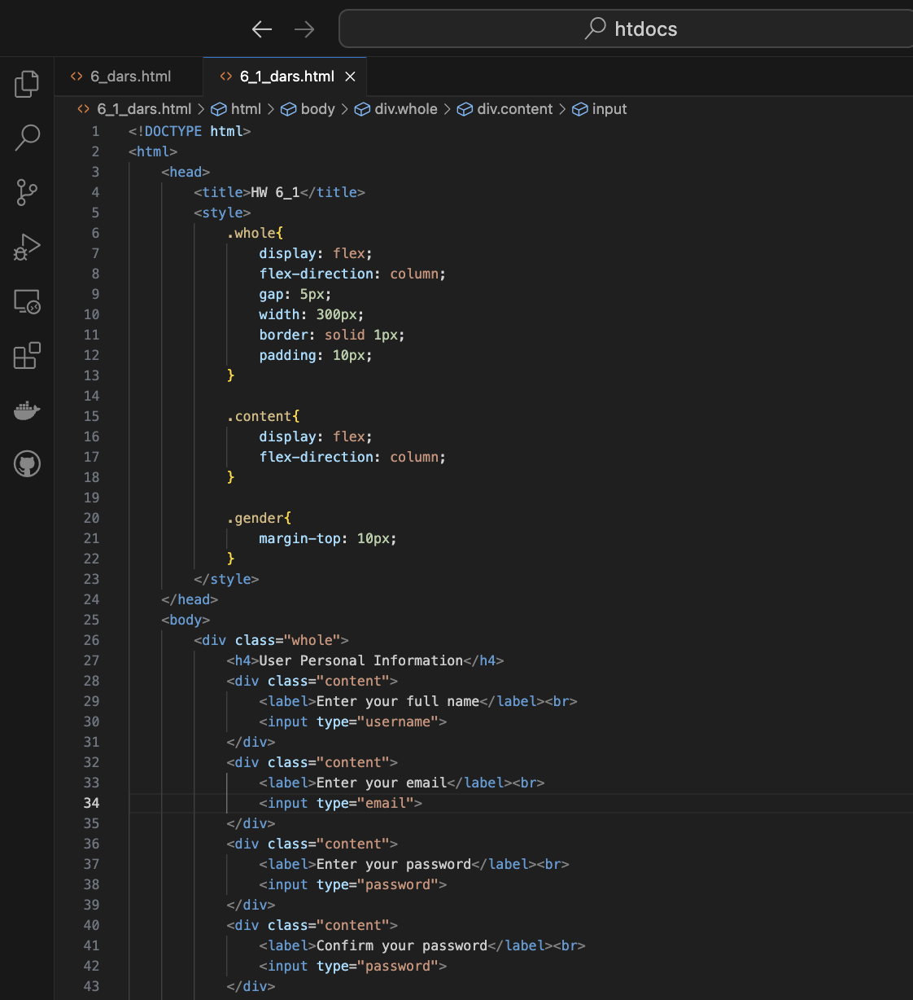 htdocs
6_dars.html
6_1_dars.html
6_1_dars.html > html > body > div.whole > div.content > input
1 <!DOCTYPE html>
2 <html>
3 <head>
4 <title>HW 6_1</title>
5 <style>
6 .whole{
7 display: flex;
8 flex-direction: column;
9 gap: 5px;
10 width: 300px;
11 border: solid 1px;
12 padding: 10px;
13 }
14
15 .content{
16 display: flex;
17 flex-direction: column;
18 }
19
20 .gender{
21 margin-top: 10px;
22 }
23 </style>
24 </head>
25 <body>
26 <div class="whole">
27 <h4>User Personal Information</h4>
28 <div class="content">
29 <label>Enter your full name</label><br>
30 <input type="username">
31 </div>
32 <div class="content">
33 <label>Enter your email</label><br>
34 <input type="email">
35 </div>
36 <div class="content">
37 <label>Enter your password</label><br>
38 <input type="password">
39 </div>
40 <div class="content">
41 <label>Confirm your password</label><br>
42 <input type="password">
43 </div>